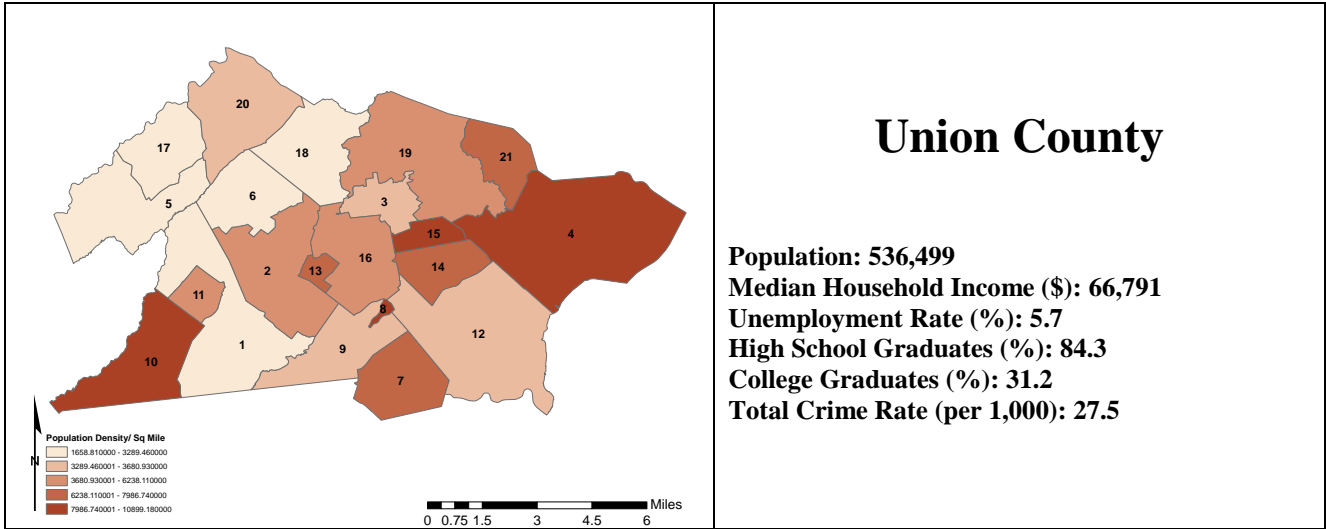 20
17
18
19
21
6
5
3
4
15
2
13
16
14
11
8
12
1
9
10
7
N
Population Density/ Sq Mile
1658.810000 - 3289.460000
3289.460001 - 3680.930000
3680.930001 - 6238.110000
6238.110001 - 7986.740000
7986.740001 - 10899.180000
Miles
0 0.75 1.5 3 4.5 6
Union County
Population: 536,499
Median Household Income ($): 66,791
Unemployment Rate (%): 5.7
High School Graduates (%): 84.3
College Graduates (%): 31.2
Total Crime Rate (per 1,000): 27.5